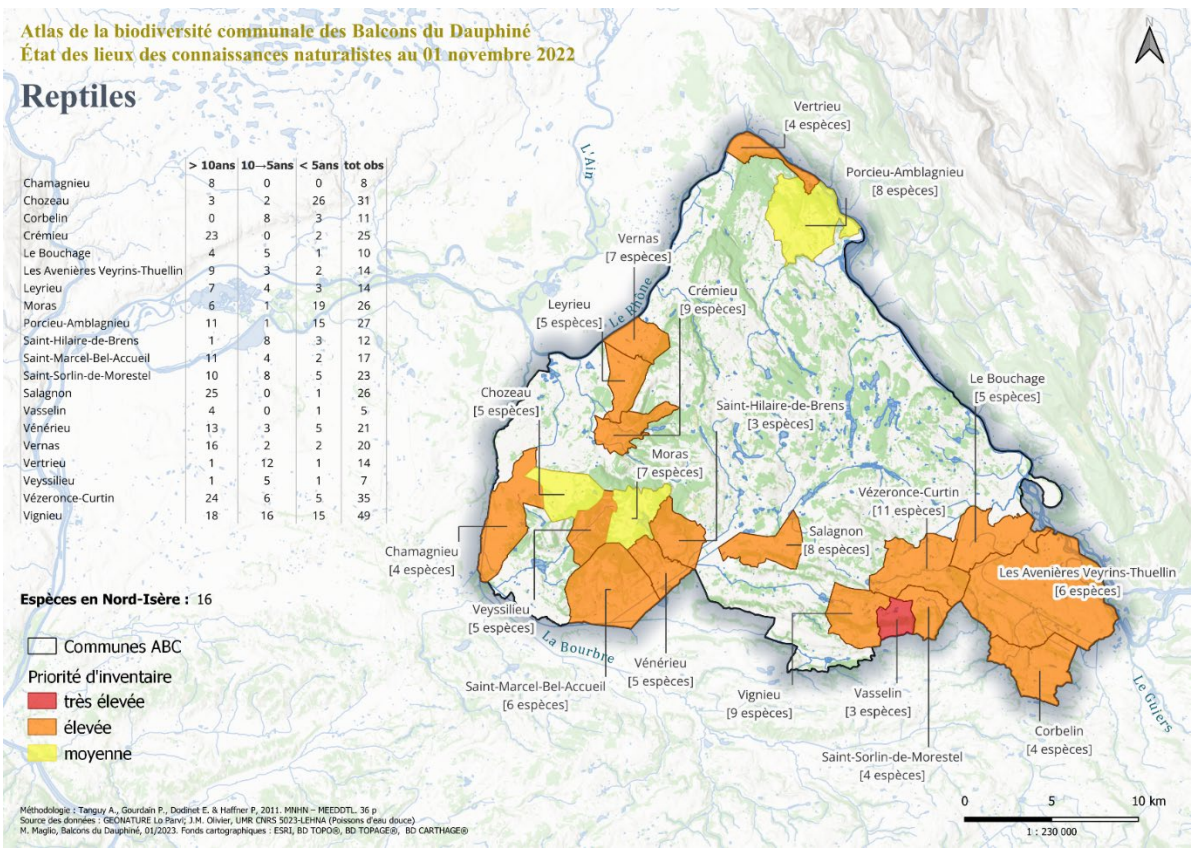 Atlas de la biodiversité communale des Balcons du Dauphiné
État des lieux des connaissances naturalistes au 01 novembre 2022
Reptiles
> 10ans 10→5ans < 5ans tot obs
Chamagnieu 8 0 0 8
Chozeau 3 2 26 31
Corbelin 0 8 3 11
Crémieu 23 0 2 25
Le Bouchage 4 5 1 10
Les Avenières Veyrins-Thuellin 9 3 2 14
Leyrieu 7 4 3 14
Moras 6 1 19 26
Porcieu-Amblagnieu 11 1 15 27
Saint-Hilaire-de-Brens 1 8 3 12
Saint-Marcel-Bel-Accueil 11 4 2 17
Saint-Sorlin-de-Morestel 10 8 5 23
Salagnon 25 0 1 26
Vasselin 4 0 1 5
Vénérieu 13 3 5 21
Vernas 16 2 2 20
Vertrieu 1 12 1 14
Veyssilieu 1 5 1 7
Vézeronce-Curtin 24 6 5 35
Vignieu 18 16 15 49
Espèces en Nord-Isère : 16
Communes ABC
Priorité d'inventaire
très élevée
élevée
moyenne
N
L'Ain
Vertrieu
[4 espèces]
Porcieu-Amblagnieu
[8 espèces]
Vernas
[7 espèces]
Le Rhône
Crémieu
[9 espèces]
Leyrieu
[5 espèces]
Le Bouchage
[5 espèces]
Chozeau
[5 espèces]
Saint-Hilaire-de-Brens
[3 espèces]
Moras
[7 espèces]
Vézeronce-Curtin
[11 espèces]
Salagnon
[8 espèces]
Chamagnieu
[4 espèces]
Les Avenières Veyrins-Thuellin
[6 espèces]
Veyssilieu
[5 espèces]
La Bourbre
Vénérieu
[5 espèces]
Saint-Marcel-Bel-Accueil
[6 espèces]
Vignieu
[9 espèces]
Vasselin
[3 espèces]
Le Guiers
Corbelin
[4 espèces]
Saint-Sorlin-de-Morestel
[4 espèces]
0 5 10 km
1 : 230 000
Méthodologie : Tanguy A., Gourdain P., Dodinet E. & Haffner P, 2011. MNHN – MEEDDTL. 36 p
Source des données : GEONATURE Lo Parvi; J.M. Olivier, UMR CNRS 5023-LEHNA (Poissons d'eau douce)
M. Maglio, Balcons du Dauphiné, 01/2023. Fonds cartographiques : ESRI, BD TOPO®, BD TOPAGE®, BD CARTHAGE®